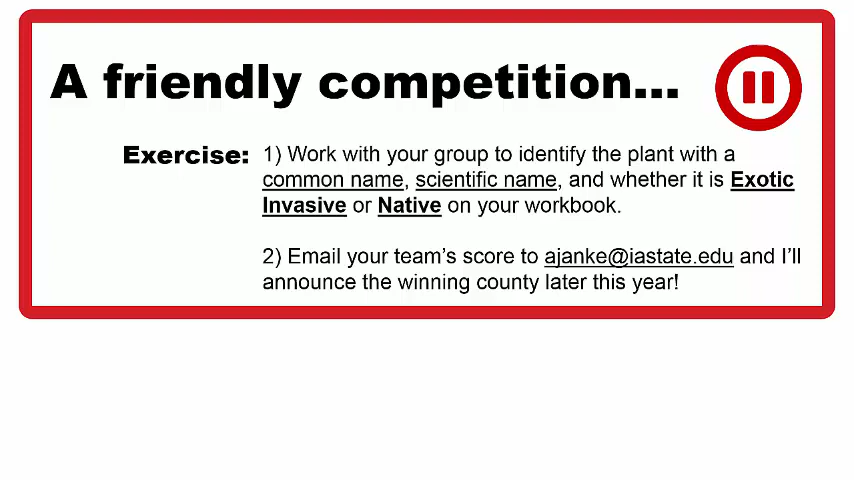 A friendly competition...
Exercise: 1) Work with your group to identify the plant with a
common name, scientific name, and whether it is Exotic
Invasive or Native on your workbook.
2) Email your team's score to ajanke@iastate.edu and I'll
announce the winning county later this year!